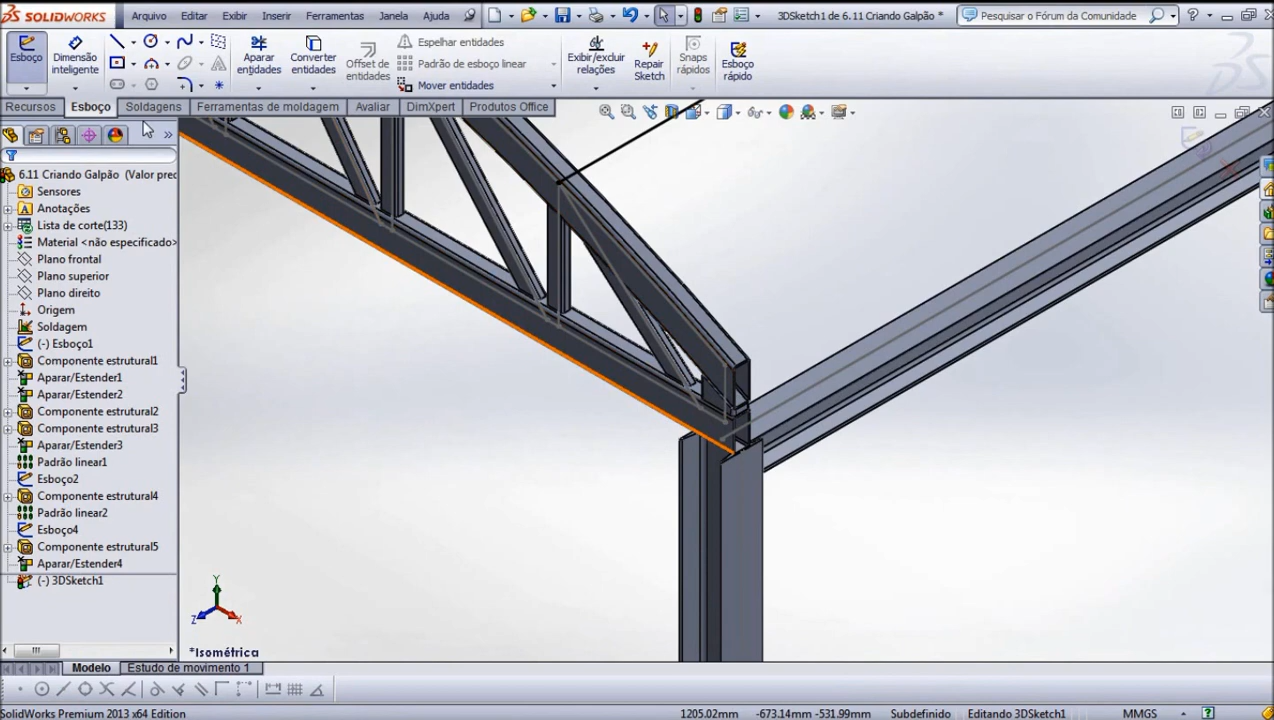 SOLIDWORKS Arquivo Editar Exibir Inserir Ferramentas Janela Ajuda 3DSketch1 de 6.11 Criando Galpão * Pesquisar o Fórum da Comunidade
Esboço Dimensão inteligente Aparar entidades Converter entidades Offset de entidades Espelhar entidades Exibir/excluir relações Repair Sketch Snaps rápidos Esboço rápido
Padrão de esboço linear
Mover entidades
Recursos Esboço Soldagens Ferramentas de moldagem Avaliar DimXpert Produtos Office
6.11 Criando Galpão (Valor prec
Sensores
Anotações
Lista de corte(133)
Material <não especificado>
Plano frontal
Plano superior
Plano direito
Origem
Soldagem
(-) Esboço1
Componente estrutural1
Aparar/Estender1
Aparar/Estender2
Componente estrutural2
Componente estrutural3
Aparar/Estender3
Padrão linear1
Esboço2
Componente estrutural4
Padrão linear2
Esboço4
Componente estrutural5
Aparar/Estender4
(-) 3DSketch1
Y
Z X
*Isométrica
Modelo Estudo de movimento 1
SolidWorks Premium 2013 x64 Edition 1205.02mm -673.14mm -531.99mm Subdefinido Editando 3DSketch1 MMGS